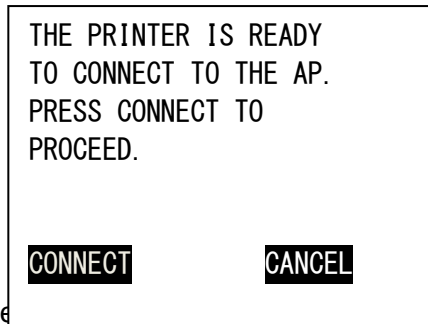 THE PRINTER IS READY
TO CONNECT TO THE AP.
PRESS CONNECT TO
PROCEED.
CONNECT CANCEL